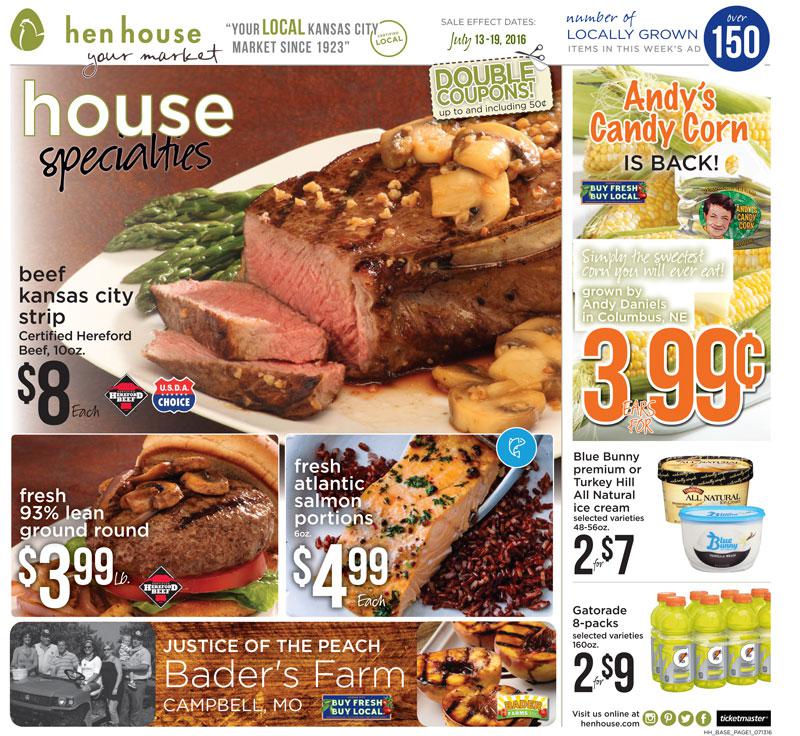 hen house
your market
"YOUR LOCAL KANSAS CITY
MARKET SINCE 1923"
CERTIFIED
LOCAL
SALE EFFECT DATES:
July 13-19, 2016
number of
LOCALLY GROWN
ITEMS IN THIS WEEK'S AD
over
150
DOUBLE
COUPONS!
up to and including 50¢
house
specialties
beef
kansas city
strip
Certified Hereford
Beef, 10oz.
$8 Each
HEREFORD
BEEF
U.S.D.A.
CHOICE
Andy's
Candy Corn
IS BACK!
BUY FRESH
BUY LOCAL
ANDY'S
CANDY
CORN
Simply the sweetest
corn you will ever eat!
grown by
Andy Daniels
in Columbus, NE
3 EARS FOR 99¢
fresh
93% lean
ground round
$3.99 Lb.
HEREFORD
BEEF
fresh
atlantic
salmon
portions
6oz.
$4.99
Each
Blue Bunny
premium or
Turkey Hill
All Natural
ice cream
selected varieties
48-56oz.
2 for $7
ALL NATURAL
Blue
Bunny
Gatorade
8-packs
selected varieties
160oz.
2 for $9
JUSTICE OF THE PEACH
Bader's Farm
CAMPBELL, MO
BUY FRESH
BUY LOCAL
BADER
FARMS
Visit us online at
henhouse.com
ticketmaster
HH_BASE_PAGE1_071316